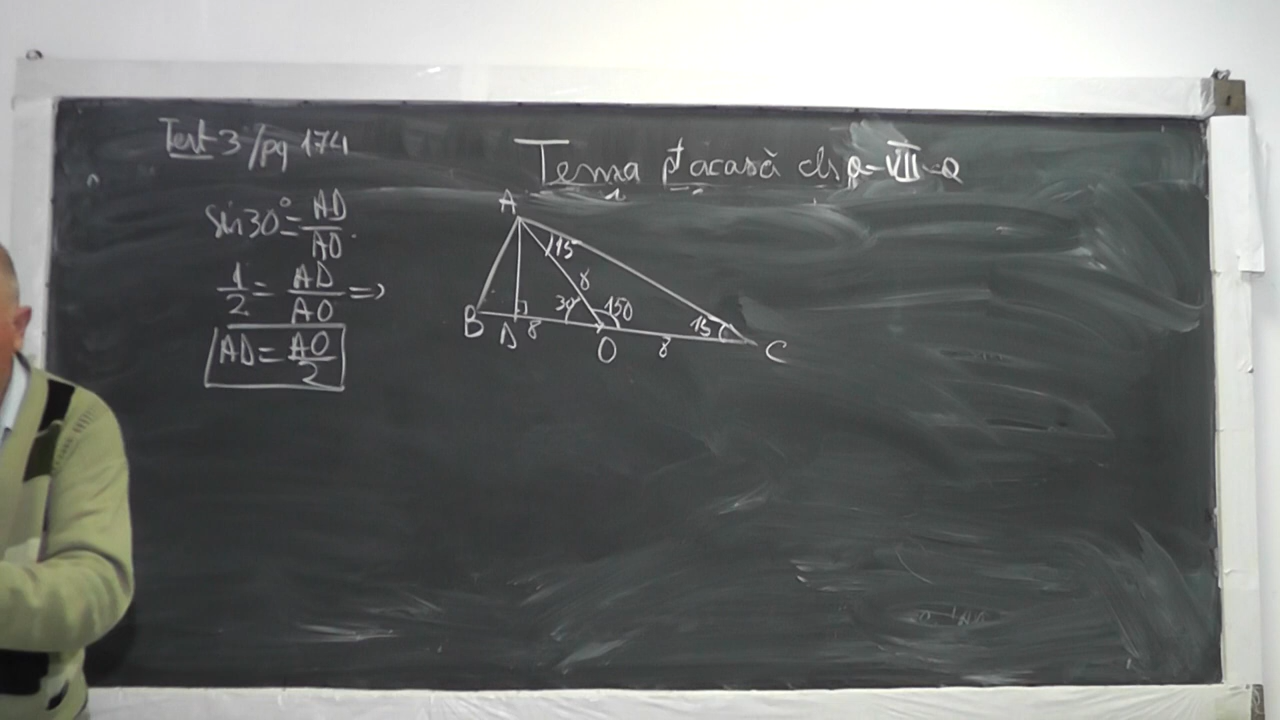 Test 3/pg 174
Tema pt acasă cls a-VII-a
sin 30° = AD/AO
1/2 = AD/AO =>
AD = AO/2
A
15
8
30 150
15
B D 8 O 8 C